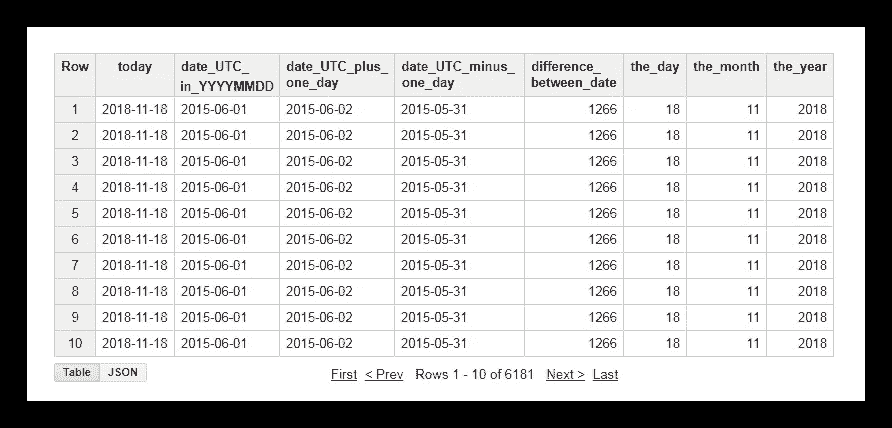 Row today date_UTC_ date_UTC_plus_ date_UTC_minus_ difference_ the_day the_month the_year
in_YYYYMMDD one_day one_day between_date
1 2018-11-18 2015-06-01 2015-06-02 2015-05-31 1266 18 11 2018
2 2018-11-18 2015-06-01 2015-06-02 2015-05-31 1266 18 11 2018
3 2018-11-18 2015-06-01 2015-06-02 2015-05-31 1266 18 11 2018
4 2018-11-18 2015-06-01 2015-06-02 2015-05-31 1266 18 11 2018
5 2018-11-18 2015-06-01 2015-06-02 2015-05-31 1266 18 11 2018
6 2018-11-18 2015-06-01 2015-06-02 2015-05-31 1266 18 11 2018
7 2018-11-18 2015-06-01 2015-06-02 2015-05-31 1266 18 11 2018
8 2018-11-18 2015-06-01 2015-06-02 2015-05-31 1266 18 11 2018
9 2018-11-18 2015-06-01 2015-06-02 2015-05-31 1266 18 11 2018
10 2018-11-18 2015-06-01 2015-06-02 2015-05-31 1266 18 11 2018
Table JSON First < Prev Rows 1 - 10 of 6181 Next > Last